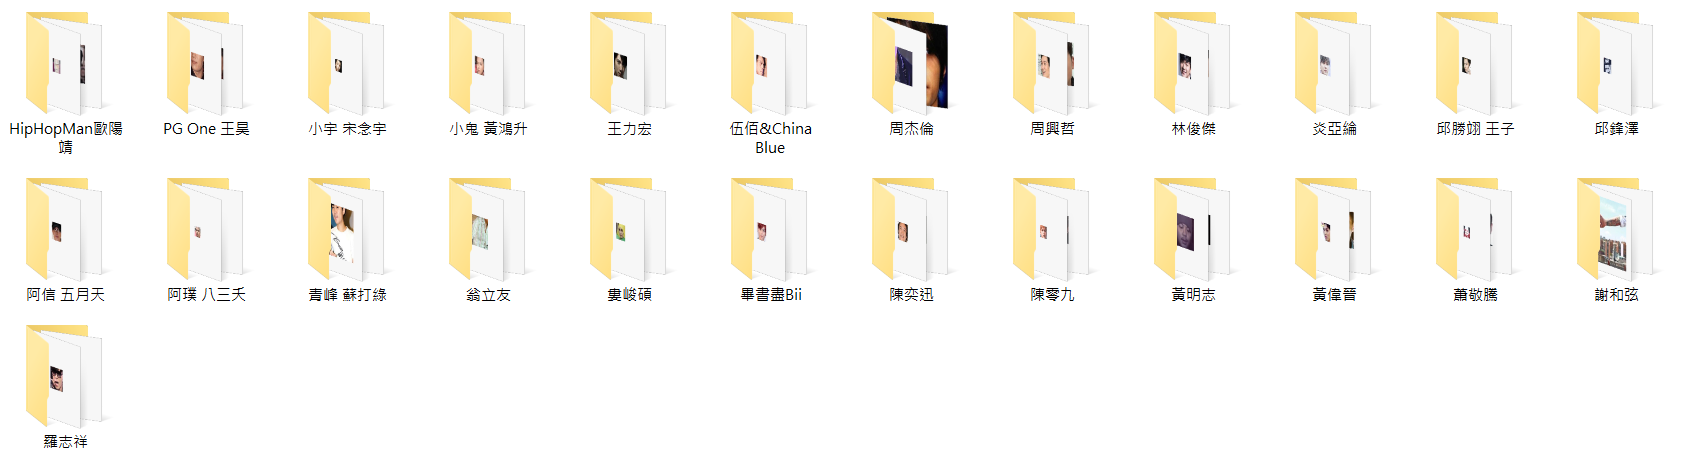 HipHopMan歐陽
靖
PG One 王昊
小宇 宋念宇
小鬼 黃鴻升
王力宏
伍佰&China
Blue
周杰倫
周興哲
林俊傑
炎亞綸
邱勝翊 王子
邱鋒澤
阿信 五月天
阿璞 八三夭
青峰 蘇打綠
翁立友
婁峻碩
畢書盡Bii
陳奕迅
陳零九
黃明志
黃偉晉
蕭敬騰
謝和弦
羅志祥